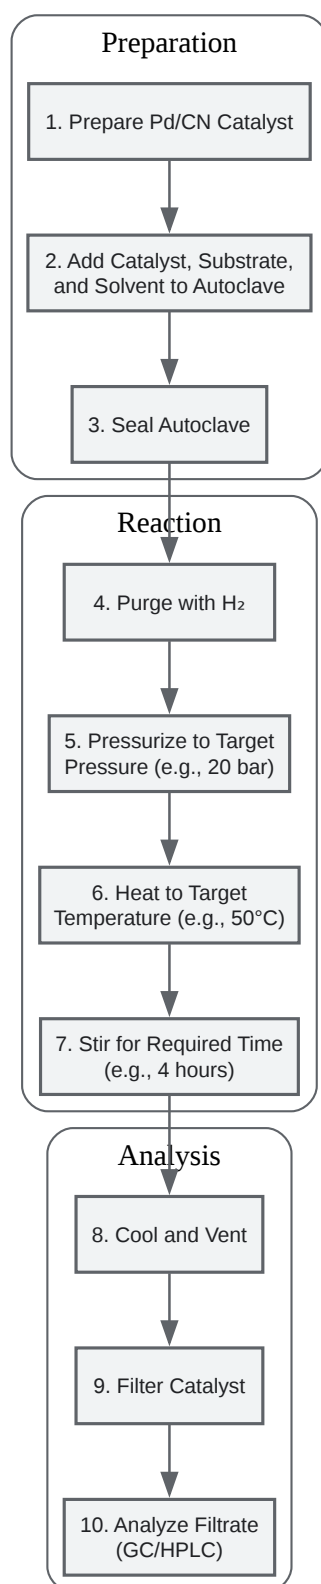 Preparation
1. Prepare Pd/CN Catalyst
2. Add Catalyst, Substrate,
and Solvent to Autoclave
3. Seal Autoclave
Reaction
4. Purge with H₂
5. Pressurize to Target
Pressure (e.g., 20 bar)
6. Heat to Target
Temperature (e.g., 50°C)
7. Stir for Required Time
(e.g., 4 hours)
Analysis
8. Cool and Vent
9. Filter Catalyst
10. Analyze Filtrate
(GC/HPLC)